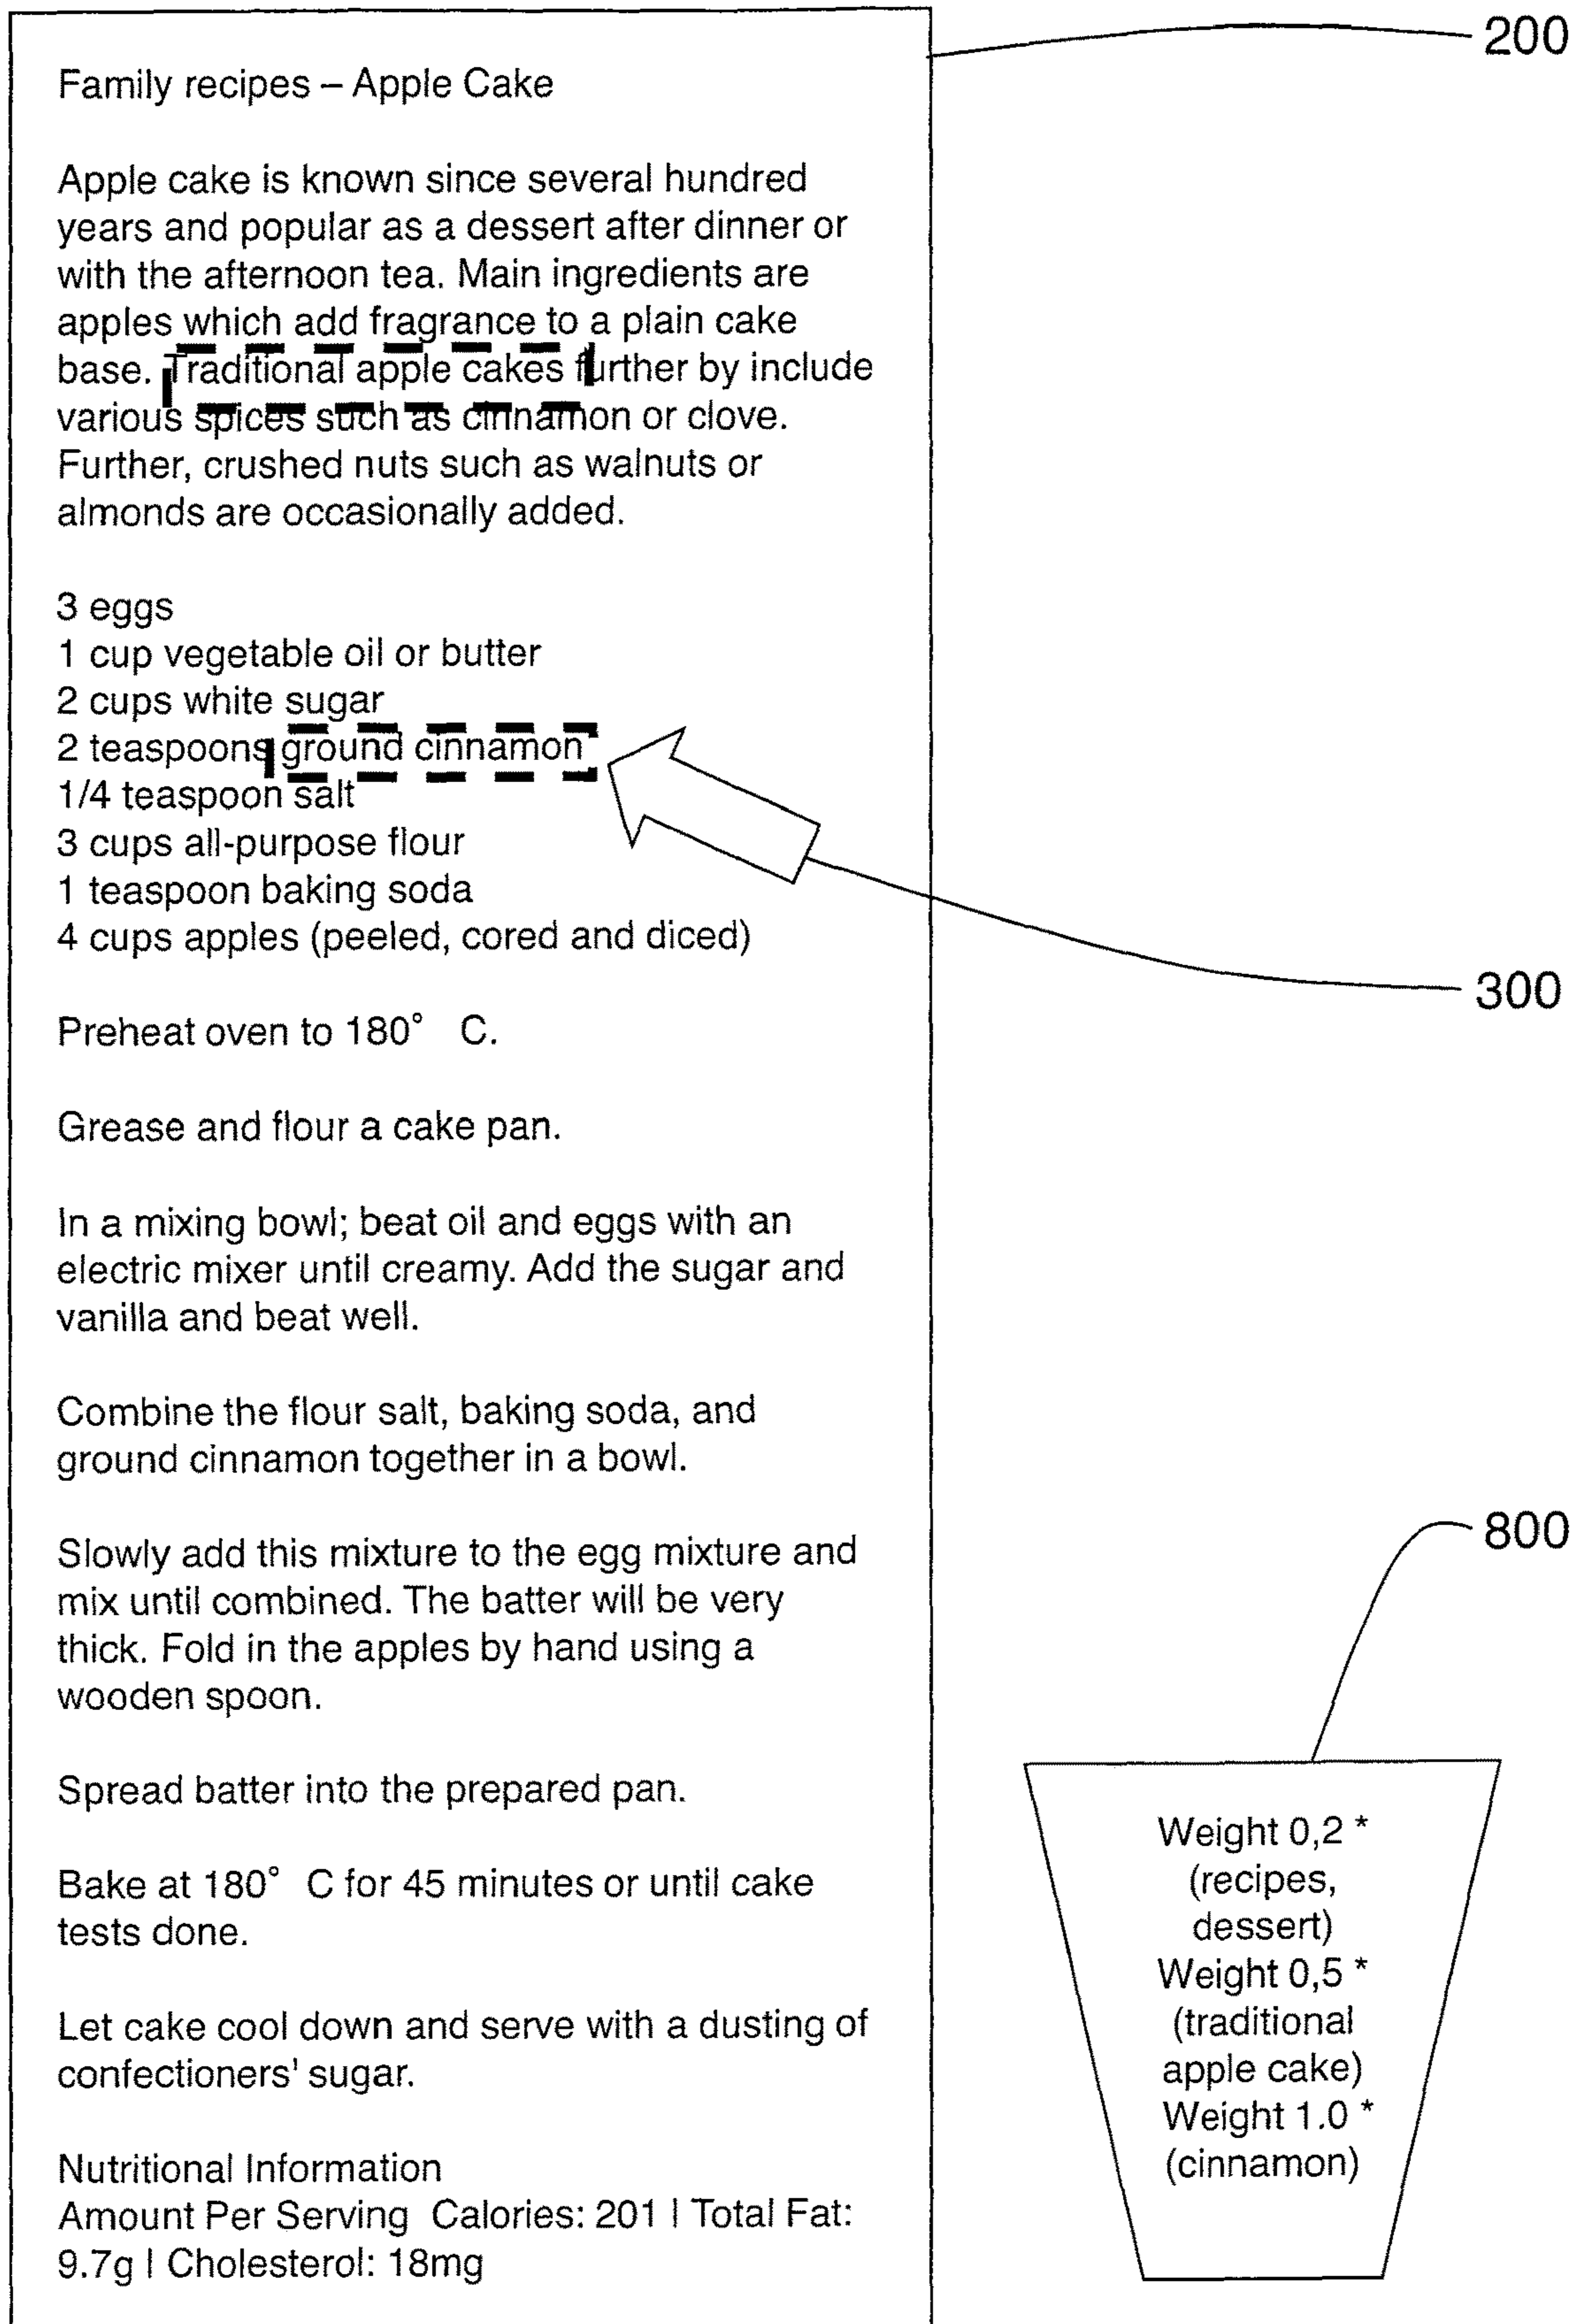 200
Family recipes – Apple Cake
Apple cake is known since several hundred
years and popular as a dessert after dinner or
with the afternoon tea. Main ingredients are
apples which add fragrance to a plain cake
base. Traditional apple cakes further by include
various spices such as cinnamon or clove.
Further, crushed nuts such as walnuts or
almonds are occasionally added.
3 eggs
1 cup vegetable oil or butter
2 cups white sugar
2 teaspoons ground cinnamon
1/4 teaspoon salt
3 cups all-purpose flour
1 teaspoon baking soda
4 cups apples (peeled, cored and diced)
300
Preheat oven to 180° C.
Grease and flour a cake pan.
In a mixing bowl; beat oil and eggs with an
electric mixer until creamy. Add the sugar and
vanilla and beat well.
Combine the flour salt, baking soda, and
ground cinnamon together in a bowl.
Slowly add this mixture to the egg mixture and
mix until combined. The batter will be very
thick. Fold in the apples by hand using a
wooden spoon.
Spread batter into the prepared pan.
Bake at 180° C for 45 minutes or until cake
tests done.
Let cake cool down and serve with a dusting of
confectioners' sugar.
Nutritional Information
Amount Per Serving Calories: 201 | Total Fat:
9.7g | Cholesterol: 18mg
800
Weight 0,2 *
(recipes,
dessert)
Weight 0,5 *
(traditional
apple cake)
Weight 1.0 *
(cinnamon)